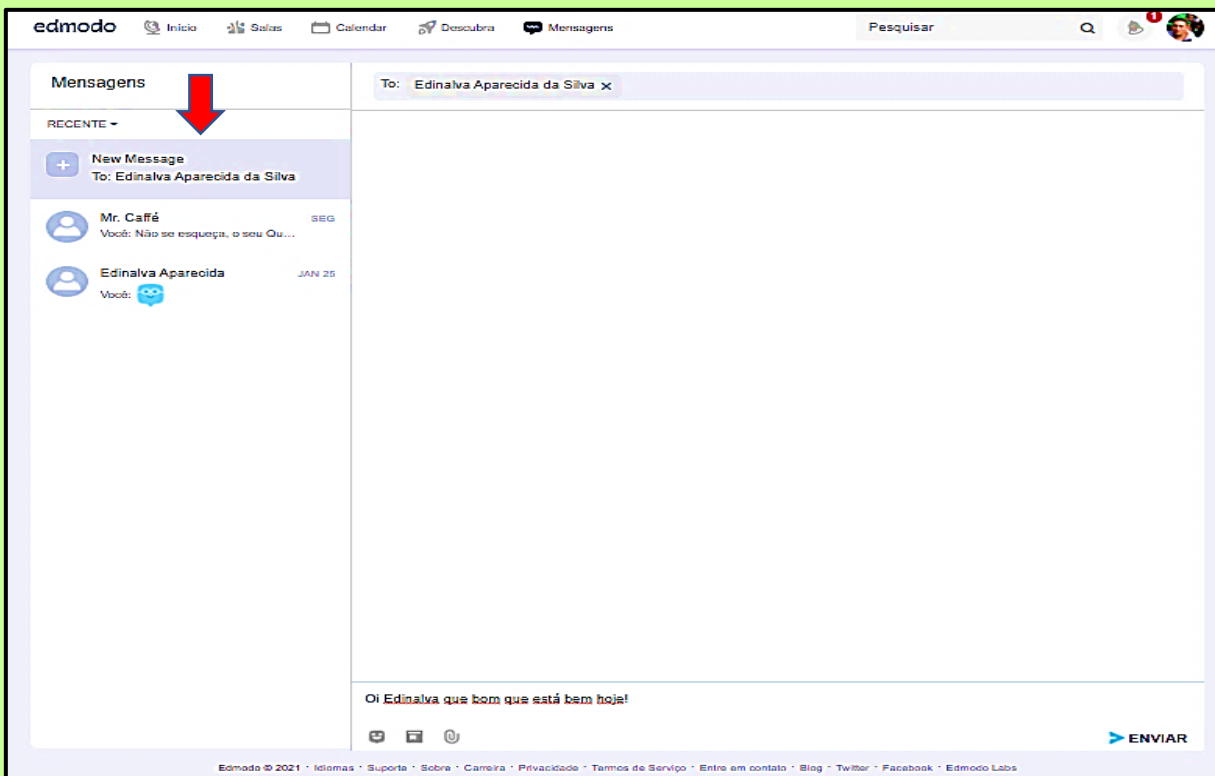 edmodo Início Salas Calendar Descubra Mensagens Pesquisar 1
Mensagens
To: Edinalva Aparecida da Silva x
RECENTE
New Message
To: Edinalva Aparecida da Silva
Mr. Caffé SEG
Você: Não se esqueça, o seu Qu...
Edinalva Aparecida JAN 25
Você:
Oi Edinalva que bom que está bem hoje!
ENVIAR
Edmodo © 2021 · Idiomas · Suporte · Sobre · Carreira · Privacidade · Termos de Serviço · Entre em contato · Blog · Twitter · Facebook · Edmodo Labs